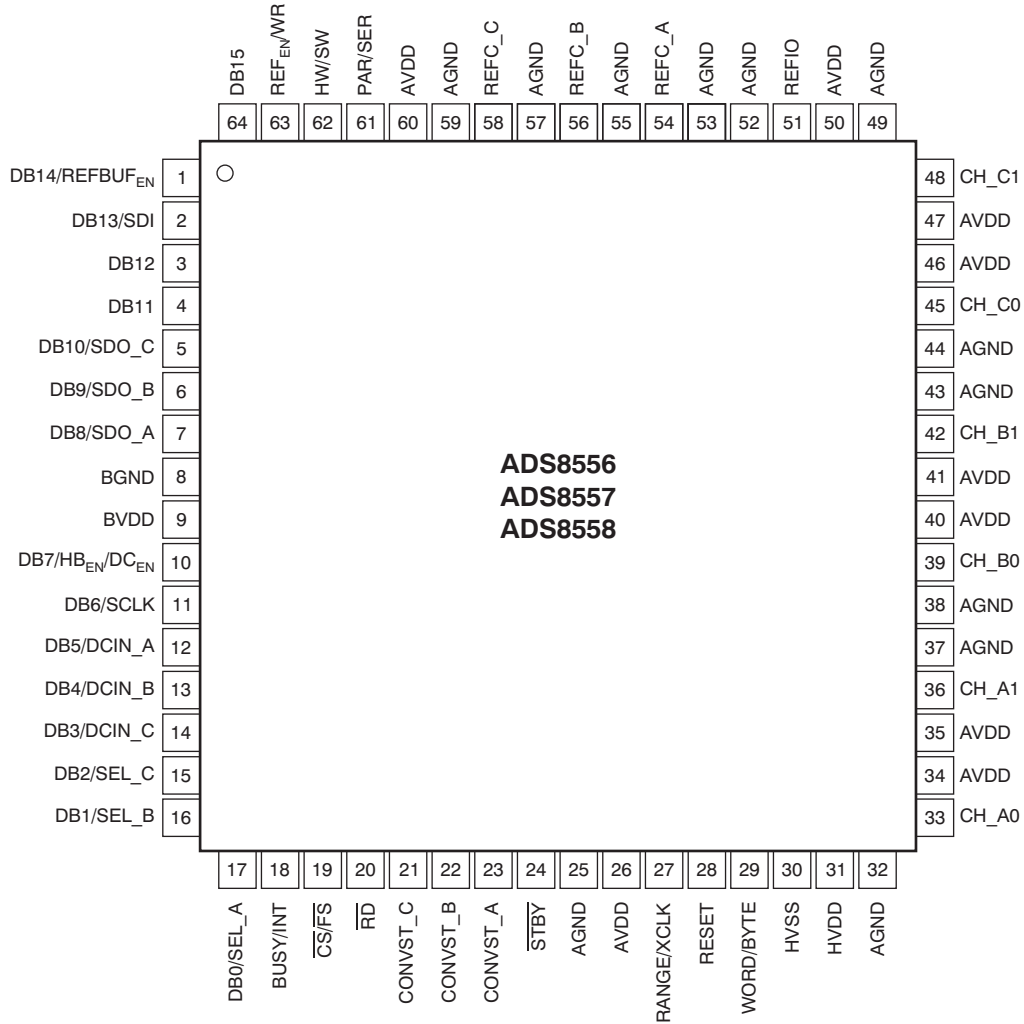 DB15
REFEN/WR
HW/SW
PAR/SER
AVDD
AGND
REFC_C
AGND
REFC_B
AGND
REFC_A
AGND
AGND
REFIO
AVDD
AGND
64 63 62 61 60 59 58 57 56 55 54 53 52 51 50 49
DB14/REFBUFEN 1
DB13/SDI 2
DB12 3
DB11 4
DB10/SDO_C 5
DB9/SDO_B 6
DB8/SDO_A 7
BGND 8
BVDD 9
DB7/HBEN/DCEN 10
DB6/SCLK 11
DB5/DCIN_A 12
DB4/DCIN_B 13
DB3/DCIN_C 14
DB2/SEL_C 15
DB1/SEL_B 16
ADS8556
ADS8557
ADS8558
48 CH_C1
47 AVDD
46 AVDD
45 CH_C0
44 AGND
43 AGND
42 CH_B1
41 AVDD
40 AVDD
39 CH_B0
38 AGND
37 AGND
36 CH_A1
35 AVDD
34 AVDD
33 CH_A0
17 18 19 20 21 22 23 24 25 26 27 28 29 30 31 32
DB0/SEL_A
BUSY/INT
CS/FS
RD
CONVST_C
CONVST_B
CONVST_A
STBY
AGND
AVDD
RANGE/XCLK
RESET
WORD/BYTE
HVSS
HVDD
AGND